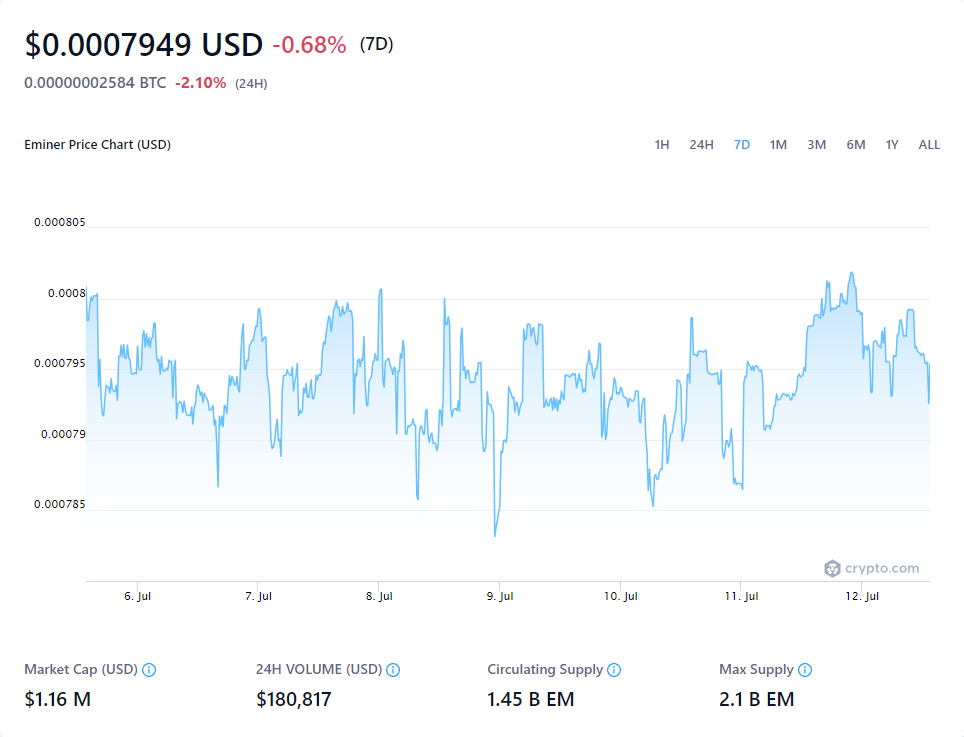 $0.0007949 USD -0.68% (7D)
0.00000002584 BTC -2.10% (24H)
Eminer Price Chart (USD) 1H 24H 7D 1M 3M 6M 1Y ALL
0.000805
0.0008
0.000795
0.00079
0.000785
crypto.com
6. Jul 7. Jul 8. Jul 9. Jul 10. Jul 11. Jul 12. Jul
Market Cap (USD) 24H VOLUME (USD) Circulating Supply Max Supply
$1.16 M $180,817 1.45 B EM 2.1 B EM